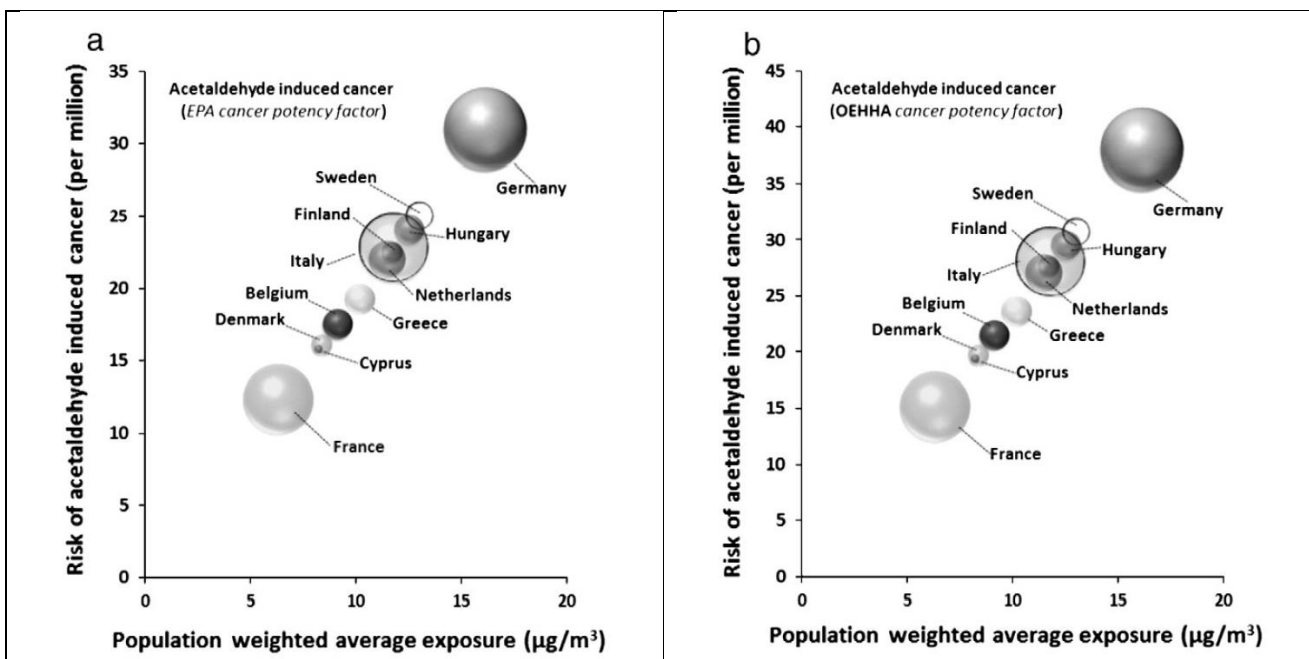 a
Risk of acetaldehyde induced cancer (per million)
35
30
25
20
15
10
5
0
Acetaldehyde induced cancer
(EPA cancer potency factor)
Germany
Sweden
Finland
Hungary
Italy
Netherlands
Belgium
Greece
Denmark
Cyprus
France
0 5 10 15 20
Population weighted average exposure (µg/m³)
b
Risk of acetaldehyde induced cancer (per million)
45
40
35
30
25
20
15
10
5
0
Acetaldehyde induced cancer
(OEHHA cancer potency factor)
Germany
Sweden
Finland
Hungary
Italy
Netherlands
Belgium
Greece
Denmark
Cyprus
France
0 5 10 15 20
Population weighted average exposure (µg/m³)